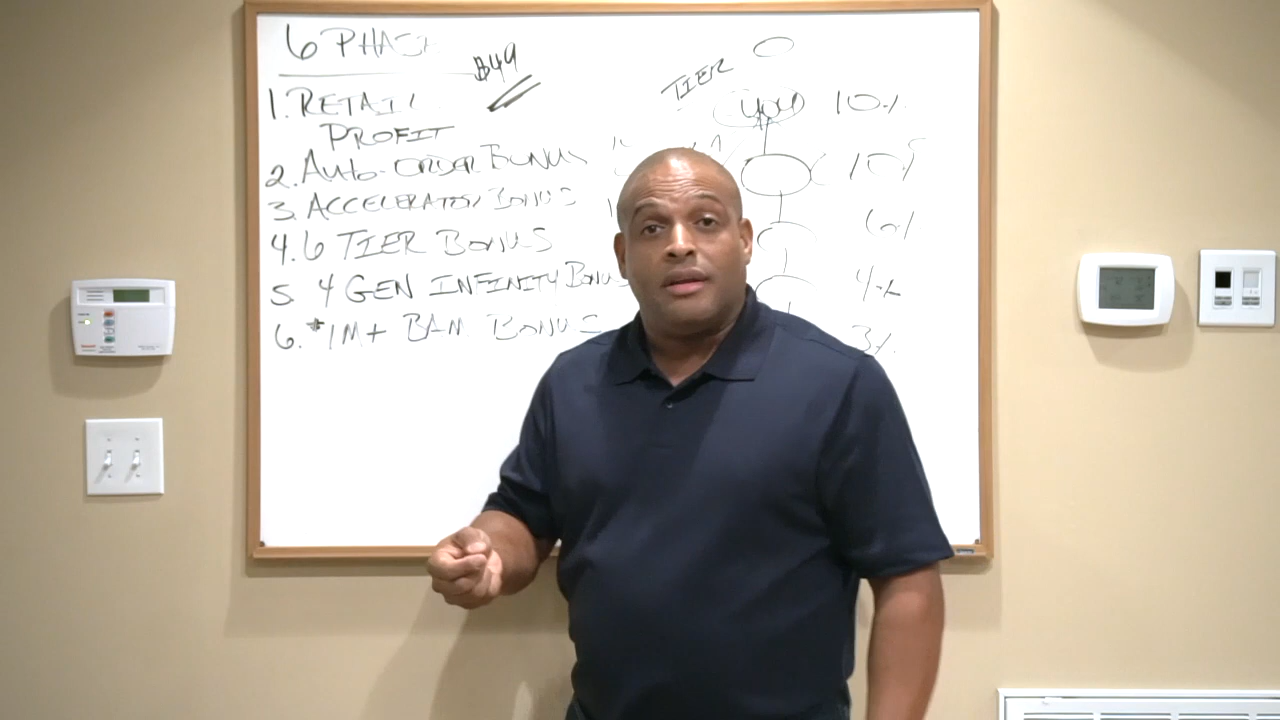 6 PHASE
$49
1. RETAIL
PROFIT
2. AUTO-ORDER BONUS
3. ACCELERATOR BONUS
4. 6 TIER BONUS
5 4 GEN INFINITY BONUS
6. *1M+ BAM BONUS
TIER
YOU 10%
10%
6%
4%
3%